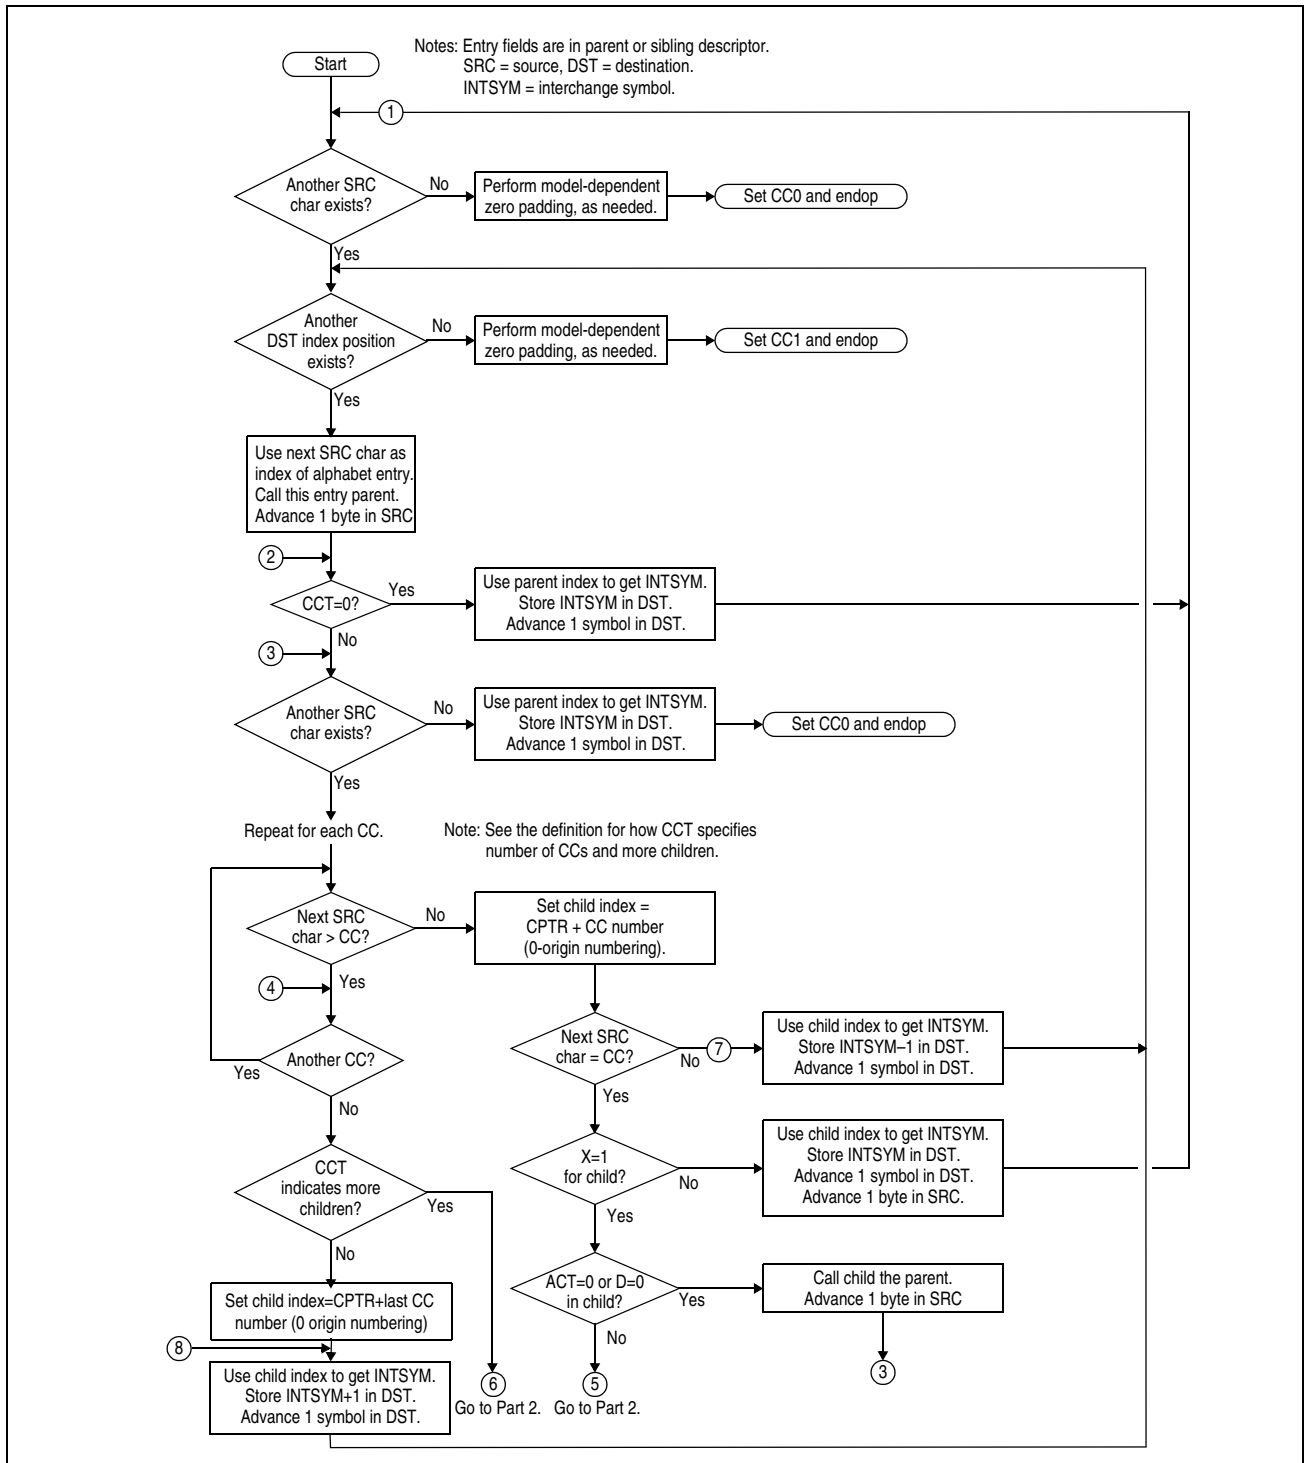 Notes: Entry fields are in parent or sibling descriptor.
SRC = source, DST = destination.
INTSYM = interchange symbol.
Start
1
Another SRC
char exists?
No
Perform model-dependent
zero padding, as needed.
Set CC0 and endop
Yes
Another
DST index position
exists?
No
Perform model-dependent
zero padding, as needed.
Set CC1 and endop
Yes
Use next SRC char as
index of alphabet entry.
Call this entry parent.
Advance 1 byte in SRC
2
CCT=0?
Yes
Use parent index to get INTSYM.
Store INTSYM in DST.
Advance 1 symbol in DST.
No
3
Another SRC
char exists?
No
Use parent index to get INTSYM.
Store INTSYM in DST.
Advance 1 symbol in DST.
Set CC0 and endop
Yes
Repeat for each CC.
Note: See the definition for how CCT specifies
number of CCs and more children.
Next SRC
char > CC?
No
Set child index =
CPTR + CC number
(0-origin numbering).
Yes
4
Another CC?
Yes
No
Next SRC
char = CC?
No
7
Use child index to get INTSYM.
Store INTSYM–1 in DST.
Advance 1 symbol in DST.
Yes
CCT
indicates more
children?
Yes
No
X=1
for child?
No
Use child index to get INTSYM.
Store INTSYM in DST.
Advance 1 symbol in DST.
Advance 1 byte in SRC.
Yes
ACT=0 or D=0
in child?
Yes
Call child the parent.
Advance 1 byte in SRC
No
3
Set child index=CPTR+last CC
number (0 origin numbering)
8
Use child index to get INTSYM.
Store INTSYM+1 in DST.
Advance 1 symbol in DST.
6
Go to Part 2.
5
Go to Part 2.